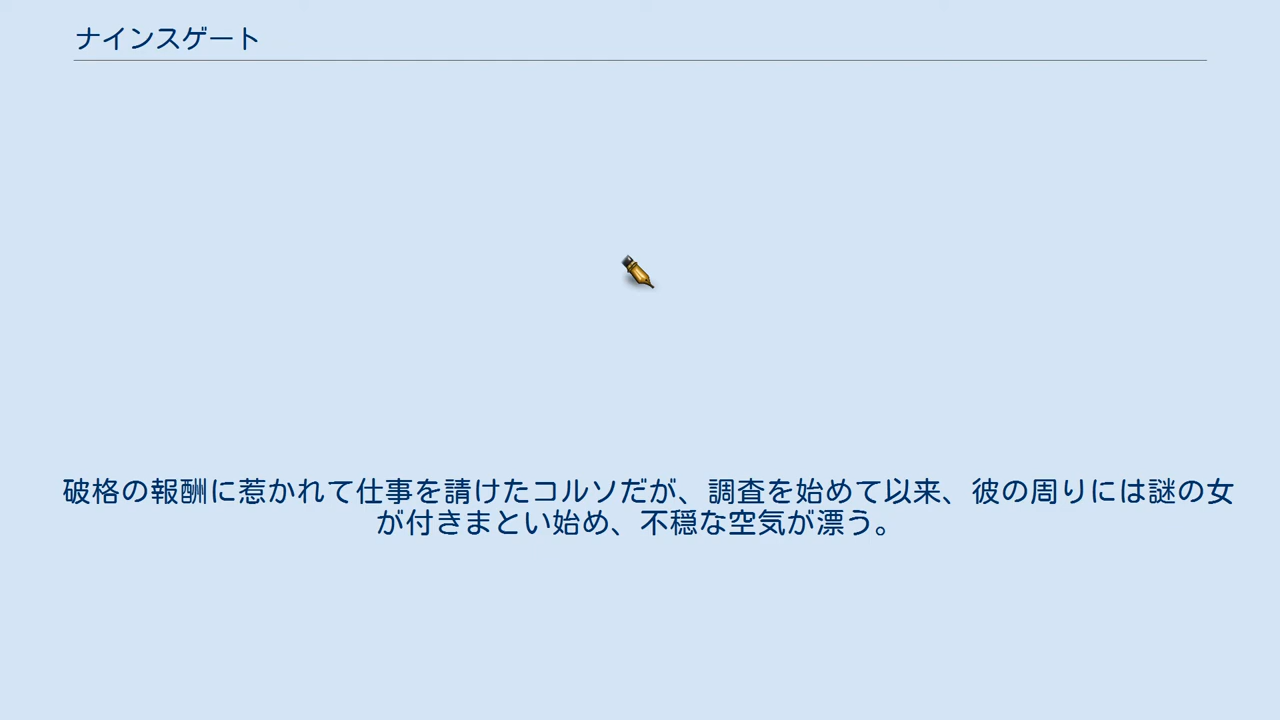 ナインスゲート
破格の報酬に惹かれて仕事を請けたコルソだが、調査を始めて以来、彼の周りには謎の女
が付きまとい始め、不穏な空気が漂う。